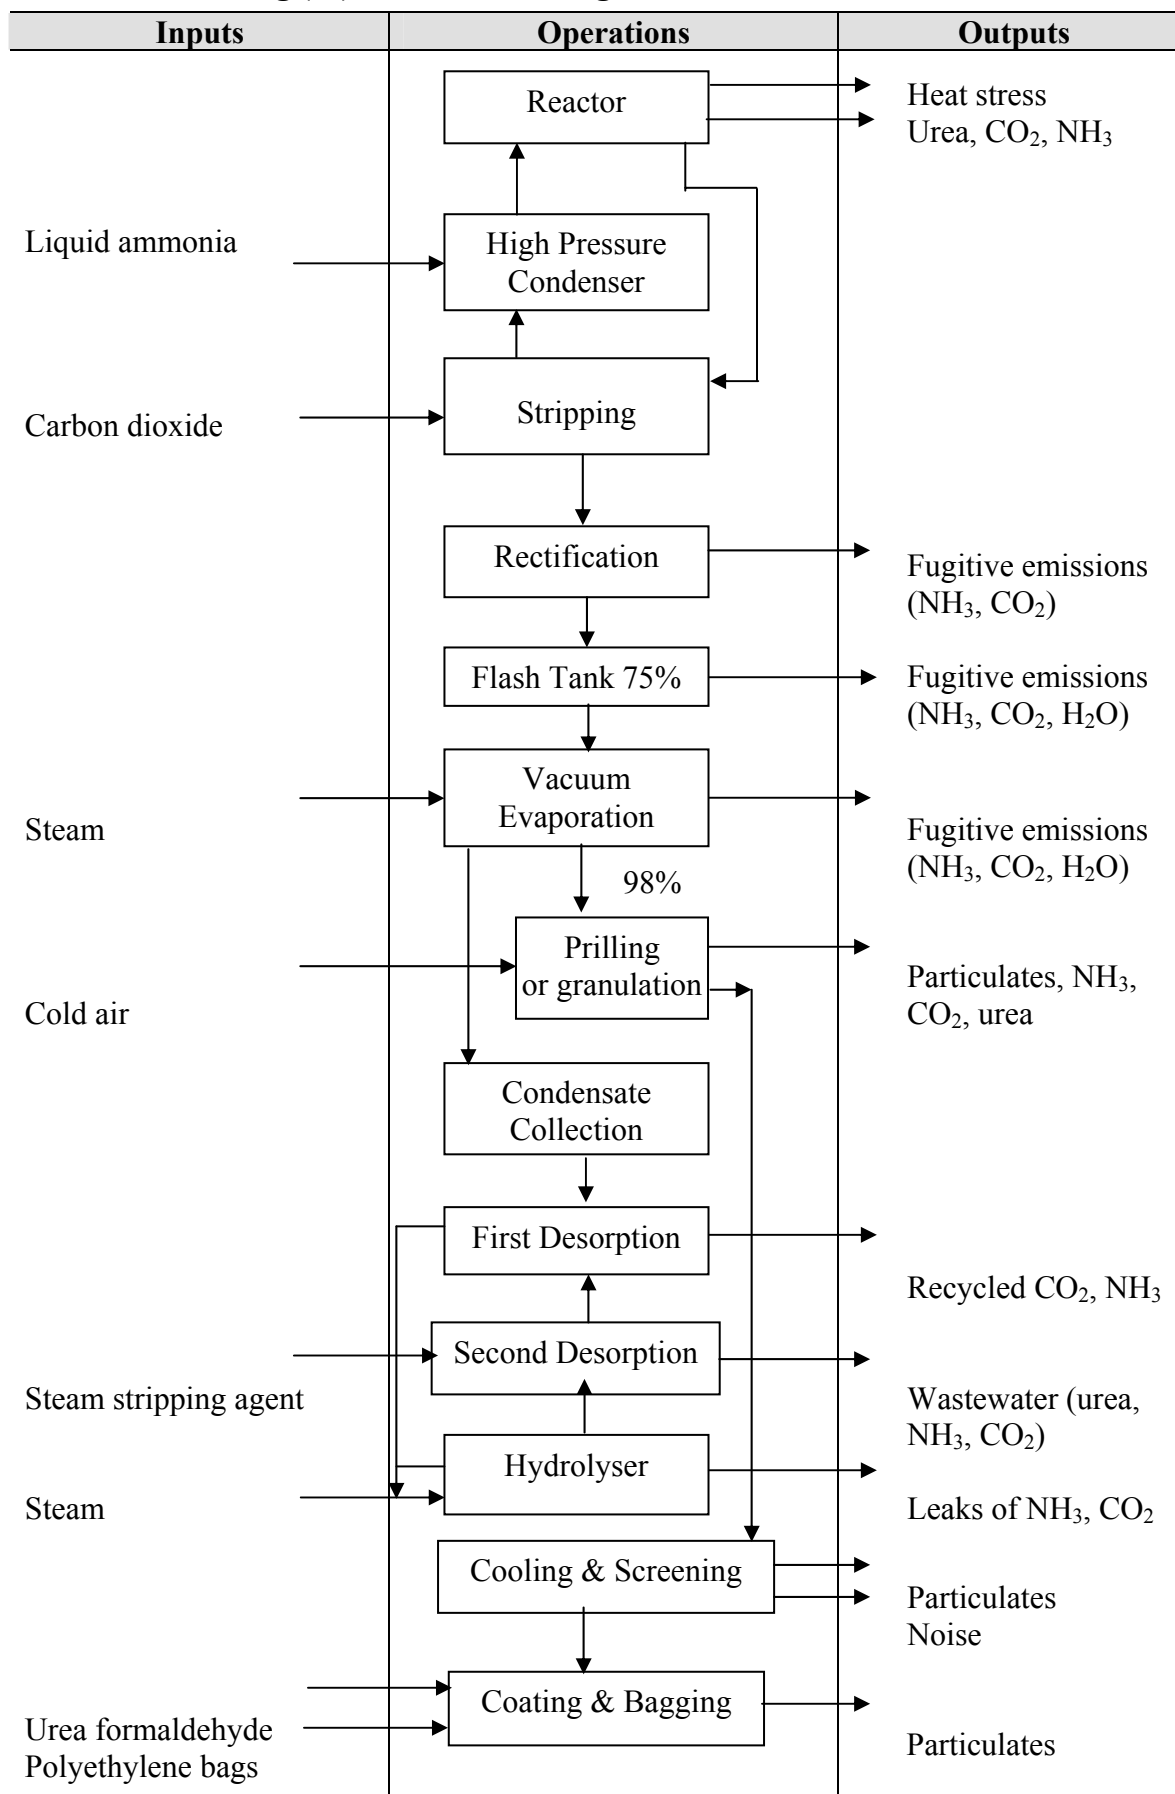 Inputs
Operations
Outputs
Reactor
Heat stress
Urea, CO₂, NH₃
Liquid ammonia
High Pressure
Condenser
Carbon dioxide
Stripping
Rectification
Fugitive emissions
(NH₃, CO₂)
Flash Tank 75%
Fugitive emissions
(NH₃, CO₂, H₂O)
Steam
Vacuum
Evaporation
Fugitive emissions
(NH₃, CO₂, H₂O)
98%
Cold air
Prilling
or granulation
Particulates, NH₃,
CO₂, urea
Condensate
Collection
First Desorption
Recycled CO₂, NH₃
Steam stripping agent
Second Desorption
Wastewater (urea,
NH₃, CO₂)
Steam
Hydrolyser
Leaks of NH₃, CO₂
Cooling & Screening
Particulates
Noise
Urea formaldehyde
Polyethylene bags
Coating & Bagging
Particulates